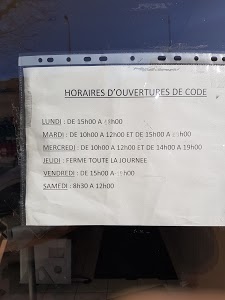 HORAIRES D'OUVERTURES DE CODE
LUNDI : DE 15h00 A
MARDI : DE 10h00 A 12h00 ET DE 15h00 A
MERCREDI : DE 10h00 A 12h00 ET DE 14h00 A 19h00
JEUDI : FERME TOUTE LA JOURNEE
VENDREDI : DE 15h00 A
SAMEDI : 8h30 A 12h00